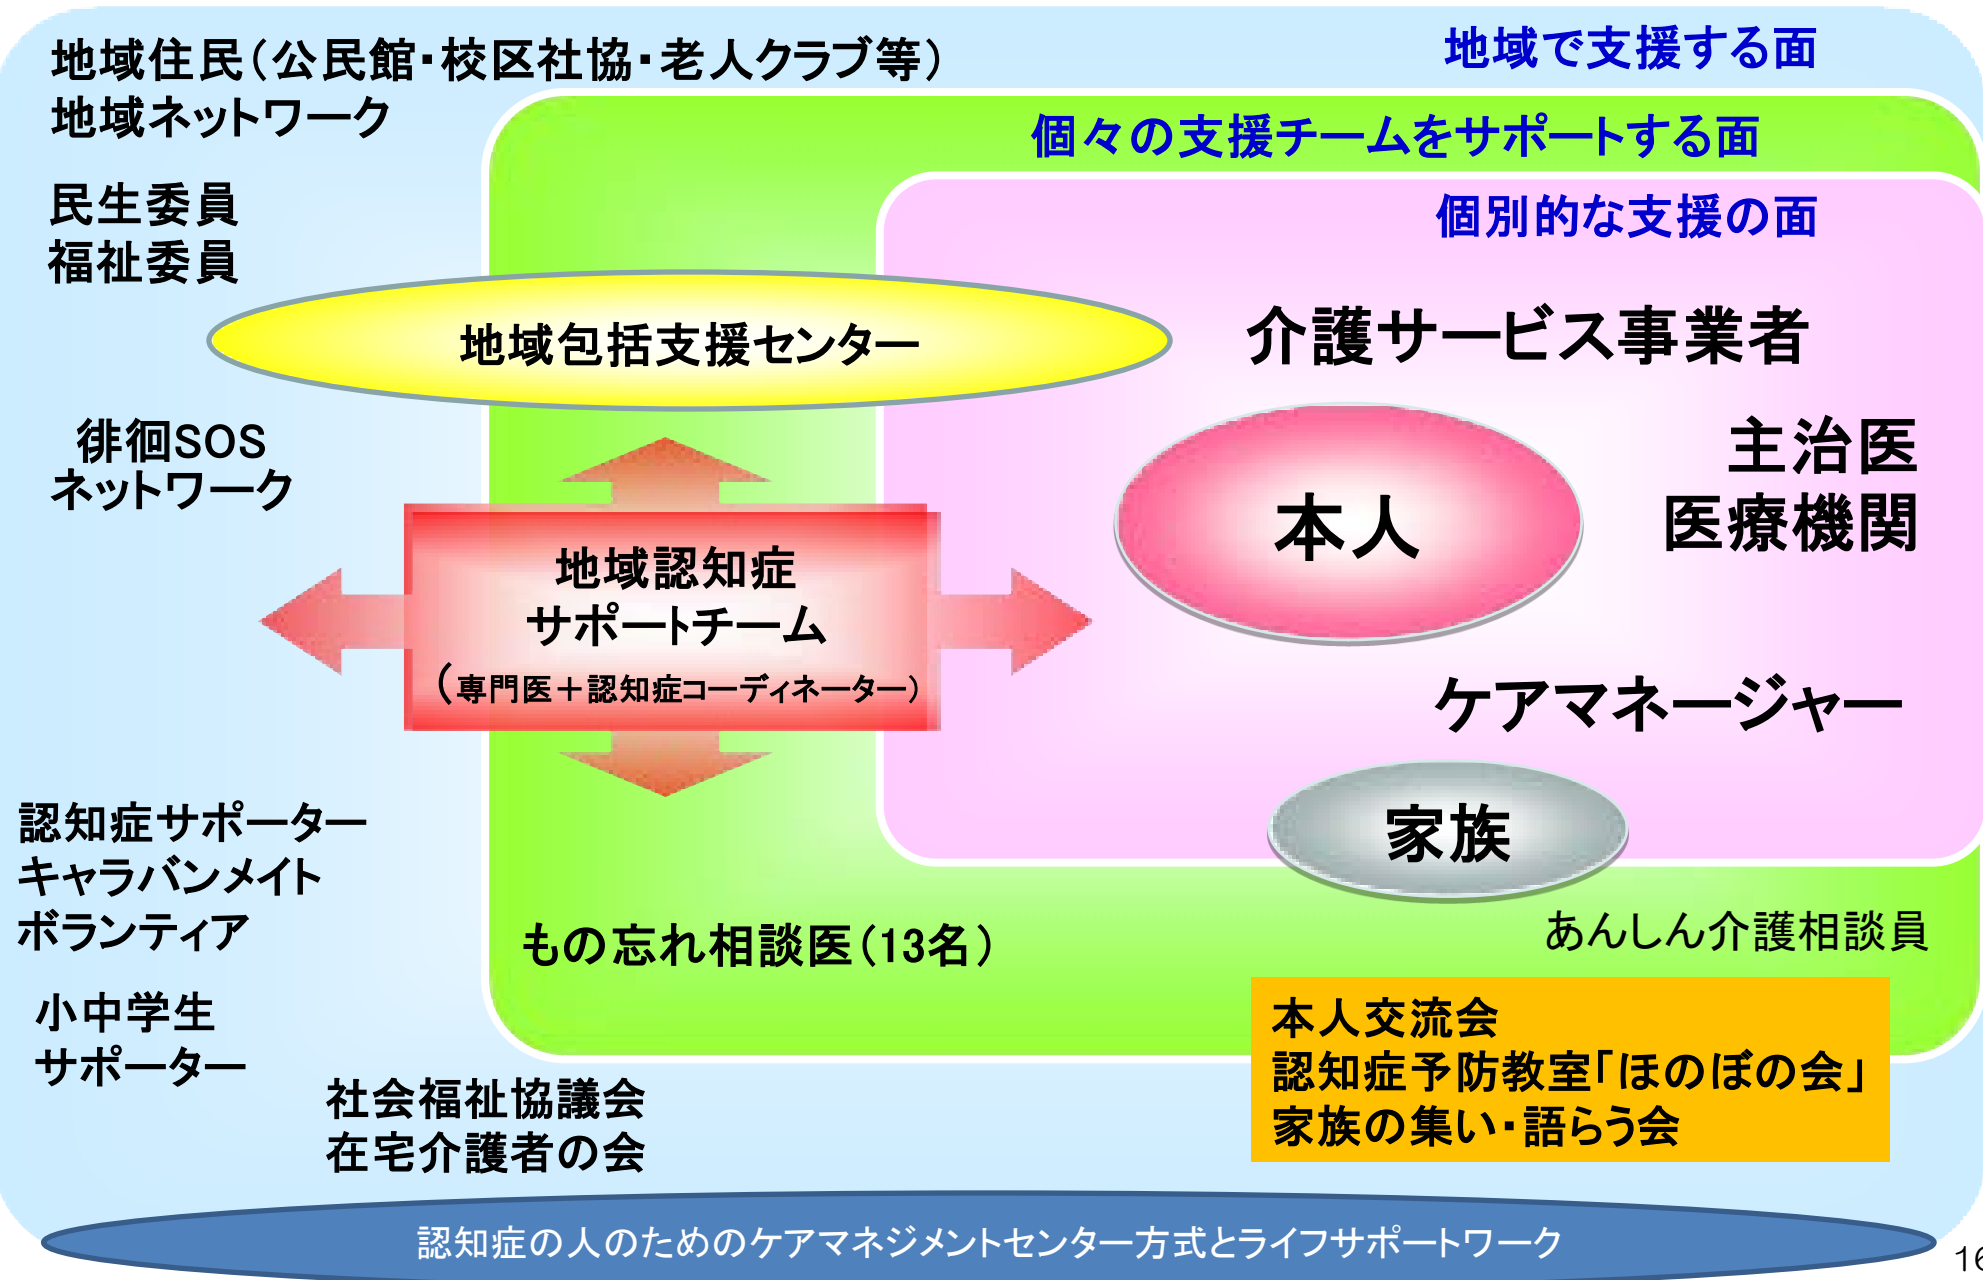 地域住民（公民館・校区社協・老人クラブ等）
地域ネットワーク
地域で支援する面
個々の支援チームをサポートする面
個別的な支援の面
民生委員
福祉委員
地域包括支援センター
介護サービス事業者
徘徊SOS
ネットワーク
主治医
医療機関
本人
地域認知症
サポートチーム
（専門医＋認知症コーディネーター）
ケアマネージャー
家族
認知症サポーター
キャラバンメイト
ボランティア
もの忘れ相談医（13名）
あんしん介護相談員
小中学生
サポーター
本人交流会
認知症予防教室「ほのぼの会」
家族の集い・語らう会
社会福祉協議会
在宅介護者の会
認知症の人のためのケアマネジメントセンター方式とライフサポートワーク
16